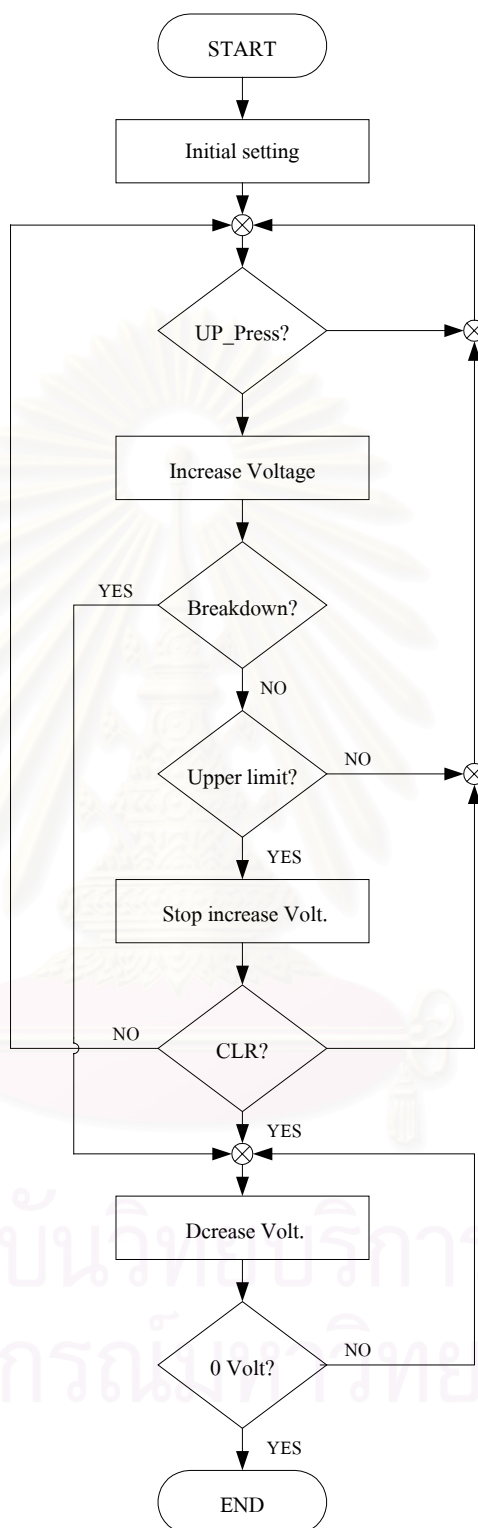 START
Initial setting
UP_Press?
Increase Voltage
YES
Breakdown?
NO
Upper limit?
NO
YES
Stop increase Volt.
NO
CLR?
YES
Dcrease Volt.
0 Volt?
NO
YES
END